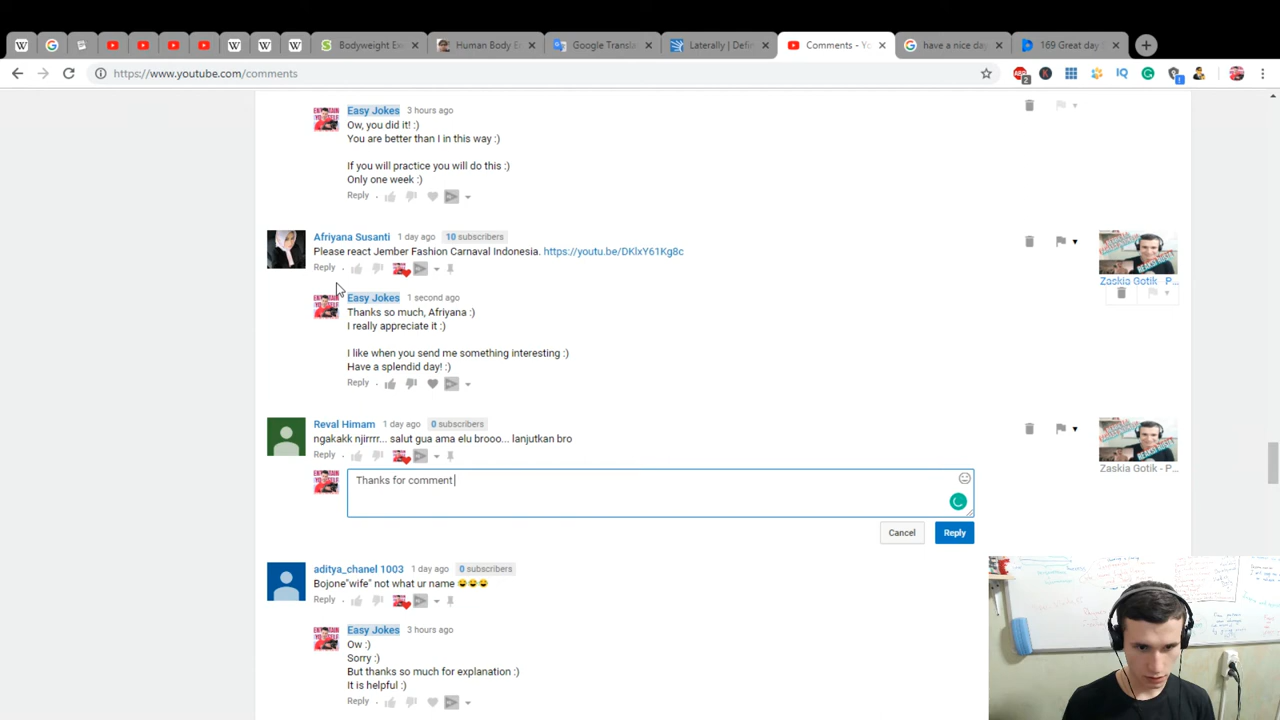 Bodyweight Ex
Human Body E
Google Transla
Laterally | Defin
Comments - Yo
have a nice day
169 Great day
https://www.youtube.com/comments
Easy Jokes 3 hours ago
Ow, you did it! :)
You are better than I in this way :)
If you will practice you will do this :)
Only one week :)
Reply
Afriyana Susanti 1 day ago 10 subscribers
Please react Jember Fashion Carnaval Indonesia. https://youtu.be/DKlxY61Kg8c
Reply
Zaskia Gotik - P...
Easy Jokes 1 second ago
Thanks so much, Afriyana :)
I really appreciate it :)
I like when you send me something interesting :)
Have a splendid day! :)
Reply
Reval Himam 1 day ago 0 subscribers
ngakakk njirrrr... salut gua ama elu brooo... lanjutkan bro
Reply
Zaskia Gotik - P...
Thanks for comment
Cancel Reply
aditya_chanel 1003 1 day ago 0 subscribers
Bojone"wife" not what ur name 😄😄😄
Reply
Easy Jokes 3 hours ago
Ow :)
Sorry :)
But thanks so much for explanation :)
It is helpful :)
Reply